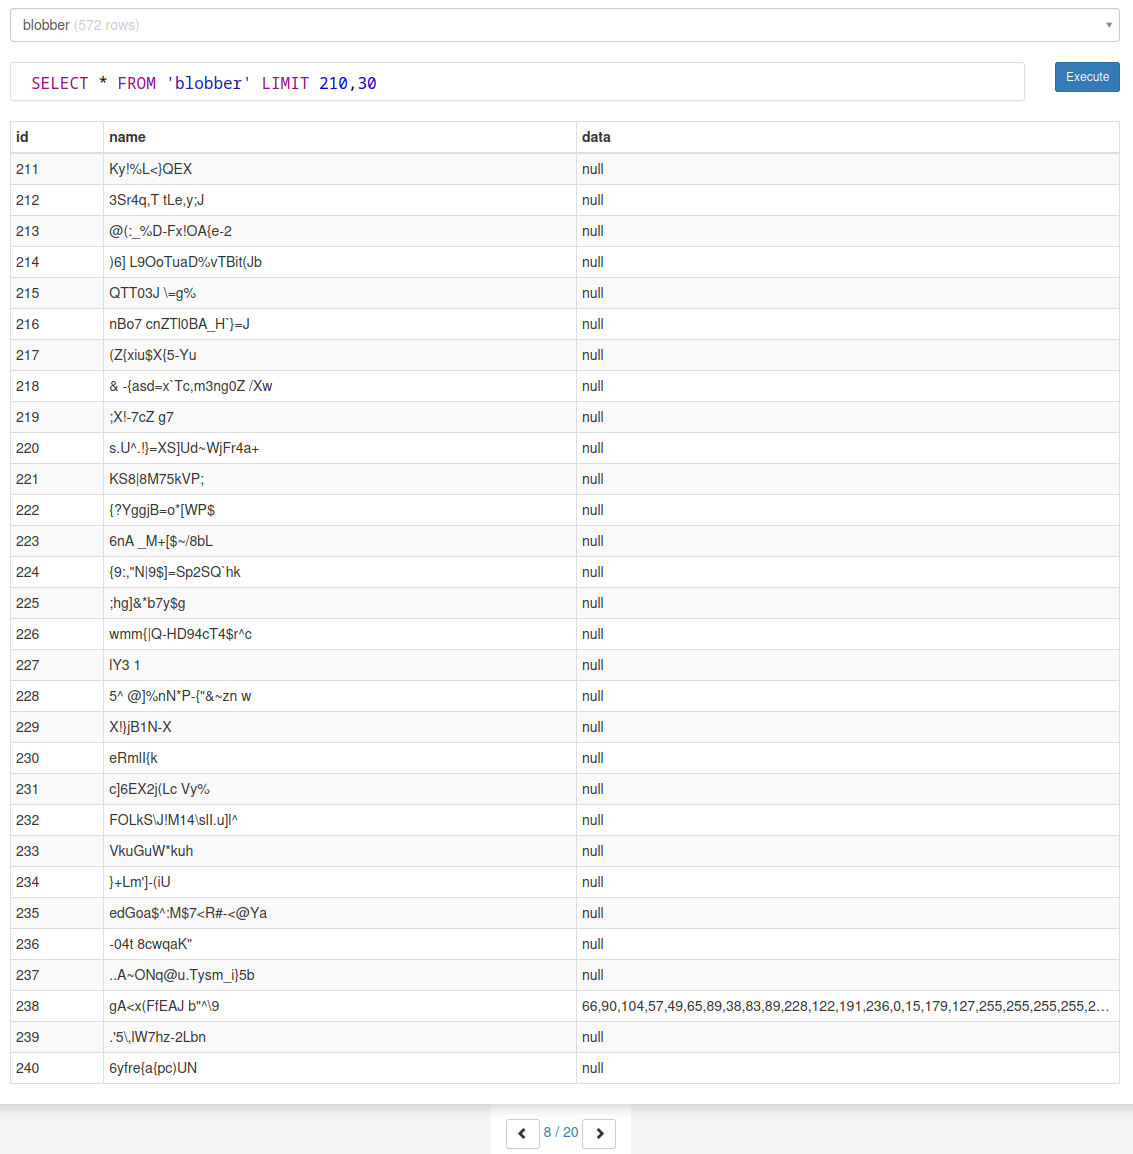 blobber (572 rows)
SELECT * FROM 'blobber' LIMIT 210,30
Execute
id name data
211 Ky!%L<}QEX null
212 3Sr4q,T tLe,y;J null
213 @(:_%D-Fx!OA{e-2 null
214 )6] L9OoTuaD%vTBit(Jb null
215 QTT03J \=g% null
216 nBo7 cnZTl0BA_H`}=J null
217 (Z{xiu$X{5-Yu null
218 & -{asd=x`Tc,m3ng0Z /Xw null
219 ;X!-7cZ g7 null
220 s.U^.!}=XS]Ud~WjFr4a+ null
221 KS8|8M75kVP; null
222 {?YggjB=o*[WP$ null
223 6nA _M+[$~/8bL null
224 {9:,"N|9$]=Sp2SQ`hk null
225 ;hg]&*b7y$g null
226 wmm{|Q-HD94cT4$r^c null
227 lY3 1 null
228 5^ @]%nN*P-{"&~zn w null
229 X!}jB1N-X null
230 eRmlI{k null
231 c]6EX2j(Lc Vy% null
232 FOLkS\J!M14\slI.u]l^ null
233 VkuGuW*kuh null
234 }+Lm']-(iU null
235 edGoa$^:M$7<R#-<@Ya null
236 -04t 8cwqaK" null
237 ..A~ONq@u.Tysm_i}5b null
238 gA<x(FfEAJ b"^\9 66,90,104,57,49,65,89,38,83,89,228,122,191,236,0,15,179,127,255,255,255,255,2...
239 .'5\,lW7hz-2Lbn null
240 6yfre{a{pc)UN null
8 / 20